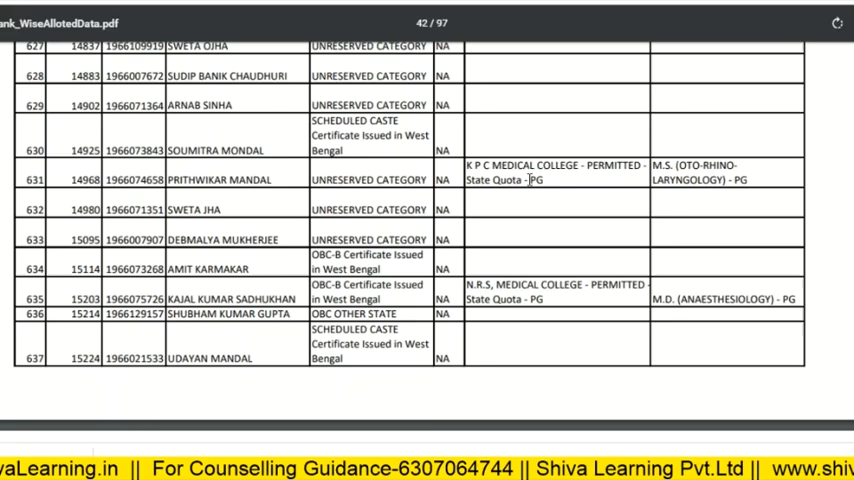 ank_WiseAllotedData.pdf 42 / 97
627 14837 1966109919 SWETA OJHA UNRESERVED CATEGORY NA
628 14883 1966007672 SUDIP BANIK CHAUDHURI UNRESERVED CATEGORY NA
629 14902 1966071364 ARNAB SINHA UNRESERVED CATEGORY NA
SCHEDULED CASTE
Certificate Issued in West
630 14925 1966073843 SOUMITRA MONDAL Bengal NA
K P C MEDICAL COLLEGE - PERMITTED - M.S. (OTO-RHINO-
631 14968 1966074658 PRITHWIKAR MANDAL UNRESERVED CATEGORY NA State Quota - PG LARYNGOLOGY) - PG
632 14980 1966071351 SWETA JHA UNRESERVED CATEGORY NA
633 15095 1966007907 DEBMALYA MUKHERJEE UNRESERVED CATEGORY NA
OBC-B Certificate Issued
634 15114 1966073268 AMIT KARMAKAR in West Bengal NA
OBC-B Certificate Issued N.R.S, MEDICAL COLLEGE - PERMITTED -
635 15203 1966075726 KAJAL KUMAR SADHUKHAN in West Bengal NA State Quota - PG M.D. (ANAESTHESIOLOGY) - PG
636 15214 1966129157 SHUBHAM KUMAR GUPTA OBC OTHER STATE NA
SCHEDULED CASTE
Certificate Issued in West
637 15224 1966021533 UDAYAN MANDAL Bengal NA
vaLearning.in || For Counselling Guidance-6307064744 || Shiva Learning Pvt.Ltd || www.shiv